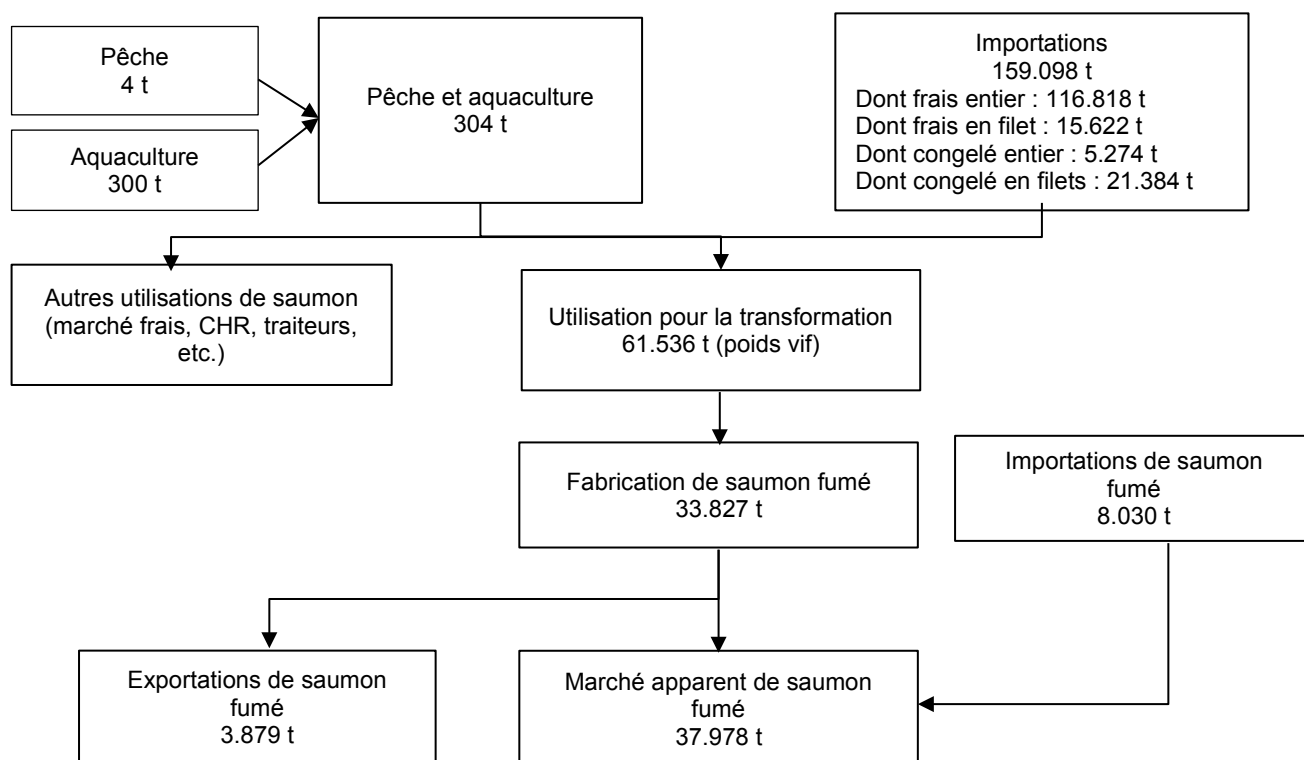 Pêche
4 t
Aquaculture
300 t
Pêche et aquaculture
304 t
Importations
159.098 t
Dont frais entier : 116.818 t
Dont frais en filet : 15.622 t
Dont congelé entier : 5.274 t
Dont congelé en filets : 21.384 t
Autres utilisations de saumon
(marché frais, CHR, traiteurs,
etc.)
Utilisation pour la transformation
61.536 t (poids vif)
Fabrication de saumon fumé
33.827 t
Importations de saumon
fumé
8.030 t
Exportations de saumon
fumé
3.879 t
Marché apparent de saumon
fumé
37.978 t